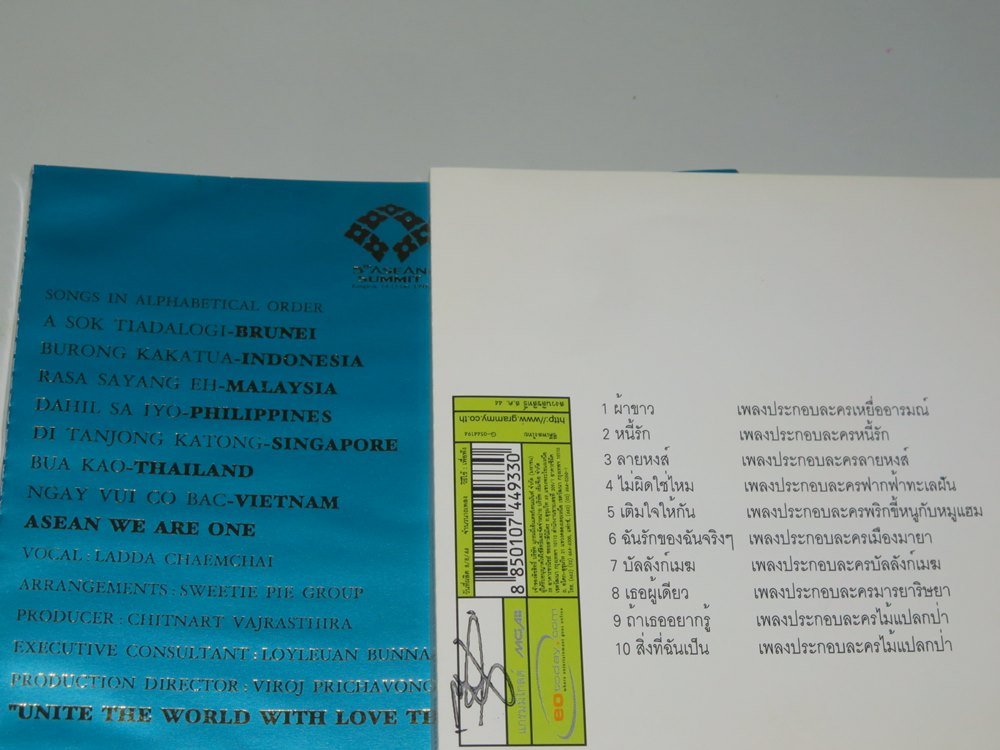 5th ASEAN
SUMMIT
SONGS IN ALPHABETICAL ORDER
A SOK TIADALOGI-BRUNEI
BURONG KAKATUA-INDONESIA
RASA SAYANG EH-MALAYSIA
DAHIL SA IYO-PHILIPPINES
DI TANJONG KATONG-SINGAPORE
BUA KAO-THAILAND
NGAY VUI CO BAC-VIETNAM
ASEAN WE ARE ONE
VOCAL : LADDA CHAEMCHAI
ARRANGEMENTS : SWEETIE PIE GROUP
PRODUCER : CHITNART VAJRASTHIRA
EXECUTIVE CONSULTANT : LOYLEUAN BUNNA
PRODUCTION DIRECTOR : VIROJ PRICHAVONG
"UNITE THE WORLD WITH LOVE TE
http://www.grammy.co.th
G-0544194
8 850107 449330
MGA
แกรมมี่โกลด์
eotoday.com
1 ผ้าขาว เพลงประกอบละครเหยื่ออารมณ์
2 หนี้รัก เพลงประกอบละครหนี้รัก
3 ลายหงส์ เพลงประกอบละครลายหงส์
4 ไม่ผิดใช่ไหม เพลงประกอบละครฟากฟ้าทะเลฝัน
5 เติมใจให้กัน เพลงประกอบละครพริกขี้หนูกับหมูแฮม
6 ฉันรักของฉันจริงๆ เพลงประกอบละครเมืองมายา
7 บัลลังก์เมฆ เพลงประกอบละครบัลลังก์เมฆ
8 เธอผู้เดียว เพลงประกอบละครมารยาริษยา
9 ถ้าเธออยากรู้ เพลงประกอบละครไม้แปลกป่า
10 สิ่งที่ฉันเป็น เพลงประกอบละครไม้แปลกป่า